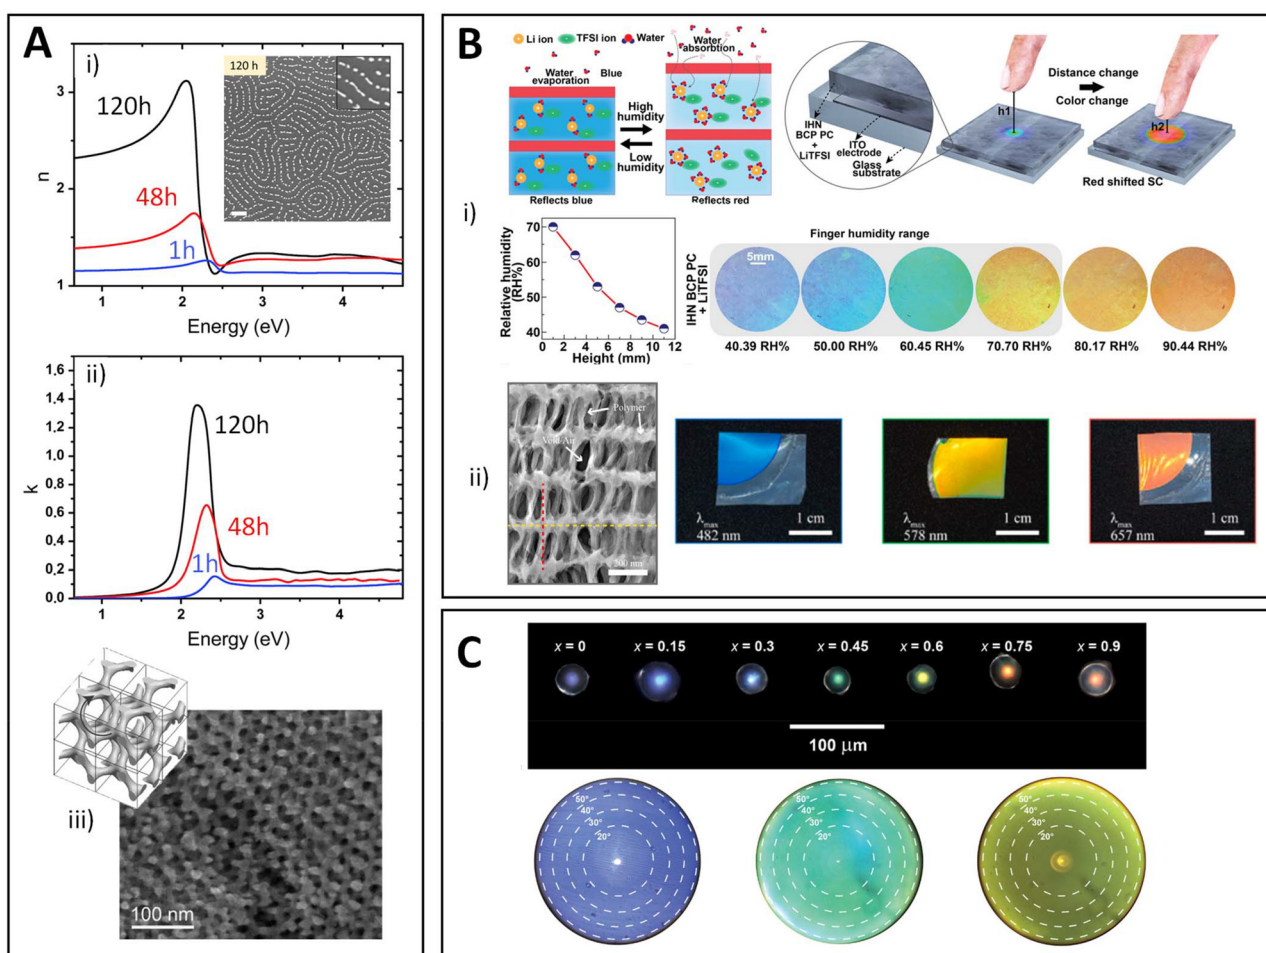 A
i)
120 h
120h
48h
1h
n
4
3
2
1
1
2
3
4
Energy (eV)
ii)
1,6
1,4
1,2
1,0
0,8
0,6
0,4
0,2
0,0
k
120h
48h
1h
1
2
3
4
Energy (eV)
iii)
100 nm
B
Li ion
TFSI ion
Water
Water
evaporation
Blue
Water
absorbtion
High
humidity
Low
humidity
Reflects blue
Reflects red
IHN
BCP PC
+
LiTFSI
ITO
electrode
Glass
substrate
h1
Distance change
Color change
h2
Red shifted SC
i)
Relative humidity
(RH%)
70
60
50
40
0
2
4
6
8
10
12
Height (mm)
Finger humidity range
IHN BCP PC
+ LiTFSI
5mm
40.39 RH%
50.00 RH%
60.45 RH%
70.70 RH%
80.17 RH%
90.44 RH%
ii)
Polymer
Void Air
200 nm
λmax
482 nm
1 cm
λmax
578 nm
1 cm
λmax
657 nm
1 cm
C
x = 0
x = 0.15
x = 0.3
x = 0.45
x = 0.6
x = 0.75
x = 0.9
100 μm
50°
40°
30°
20°
50°
40°
30°
20°
50°
40°
30°
20°